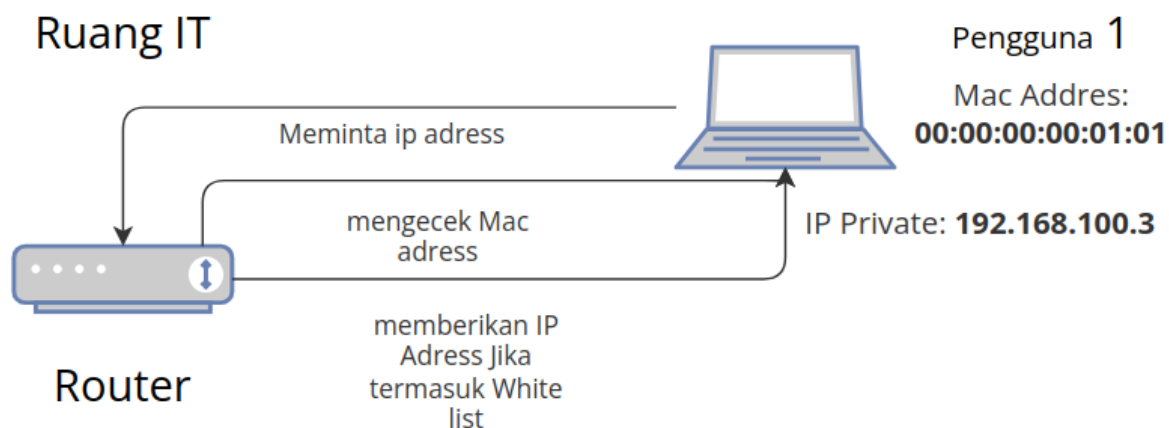 Ruang IT
Pengguna 1
Mac Addres:
00:00:00:00:01:01
Meminta ip adress
mengecek Mac
adress
IP Private: 192.168.100.3
memberikan IP
Adress Jika
termasuk White
list
Router